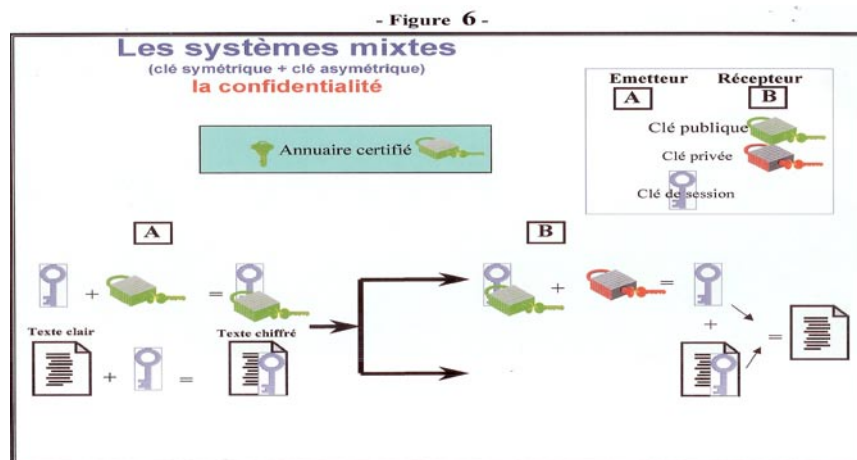 - Figure 6 -
Les systèmes mixtes
(clé symétrique + clé asymétrique)
la confidentialité
Emetteur Récepteur
A B
Clé publique
Clé privée
Clé de session
Annuaire certifié
A B
+ = + =
Texte clair Texte chiffré
+
+ = =